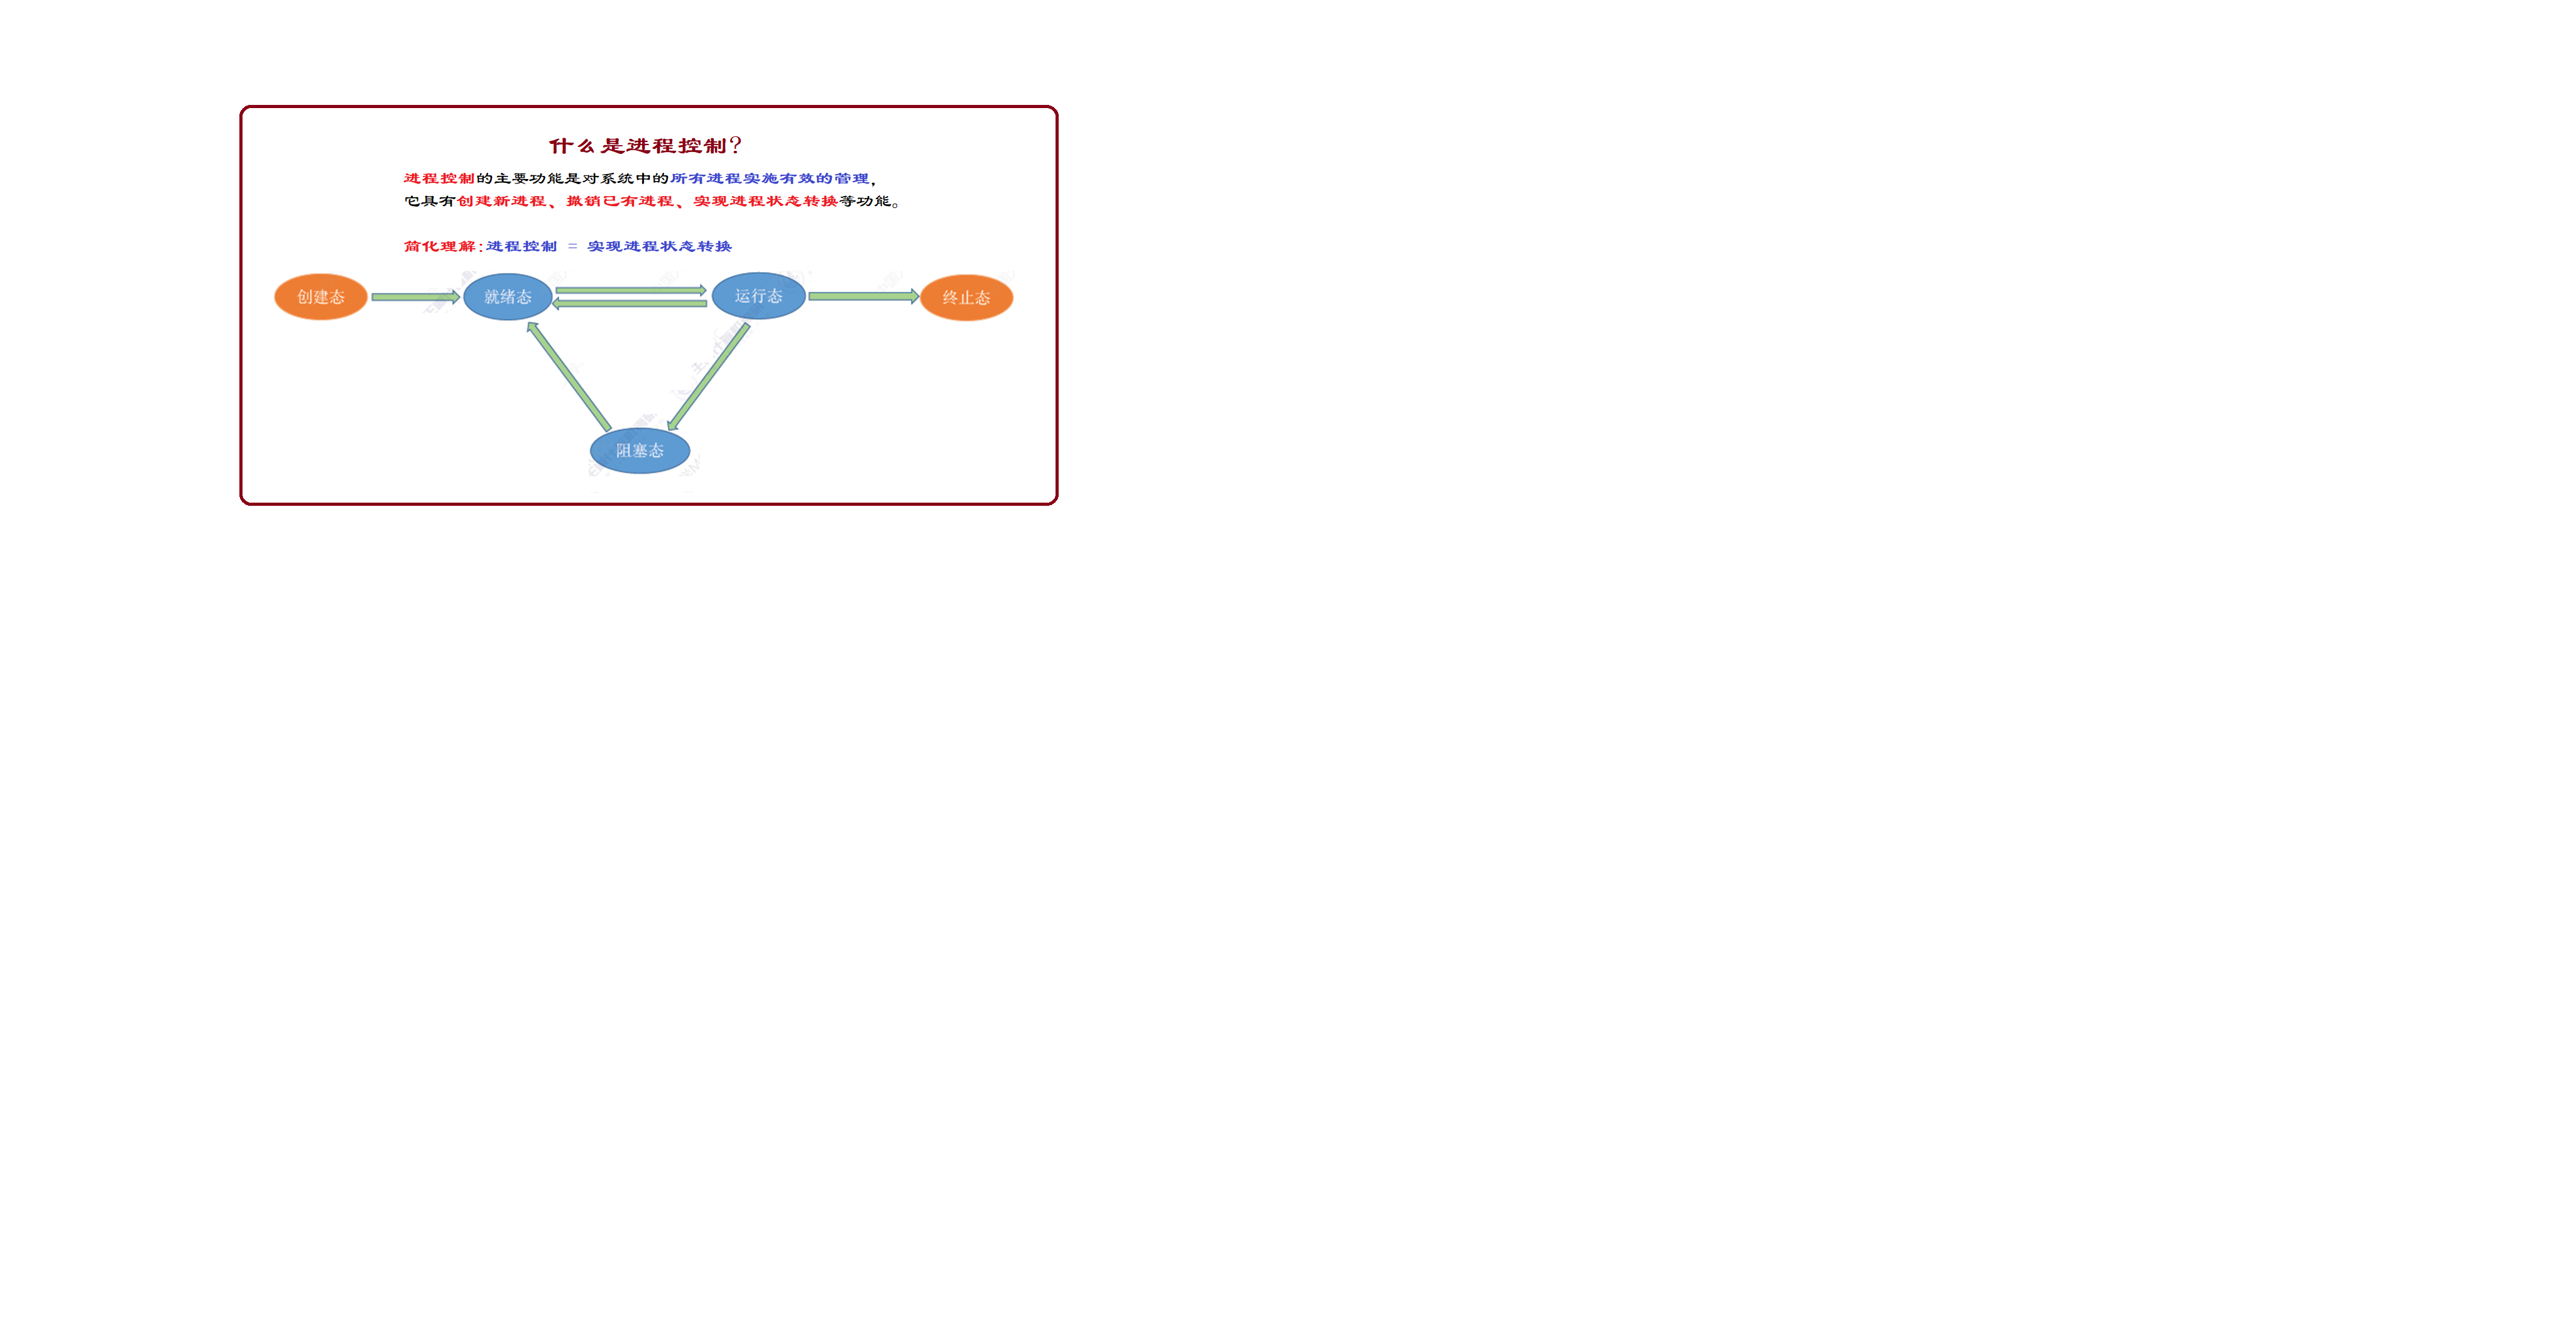 什么是进程控制?
进程控制的主要功能是对系统中的所有进程实施有效的管理,
它具有创建新进程、撤销已有进程、实现进程状态转换等功能。
简化理解:进程控制 = 实现进程状态转换
创建态
就绪态
运行态
终止态
阻塞态